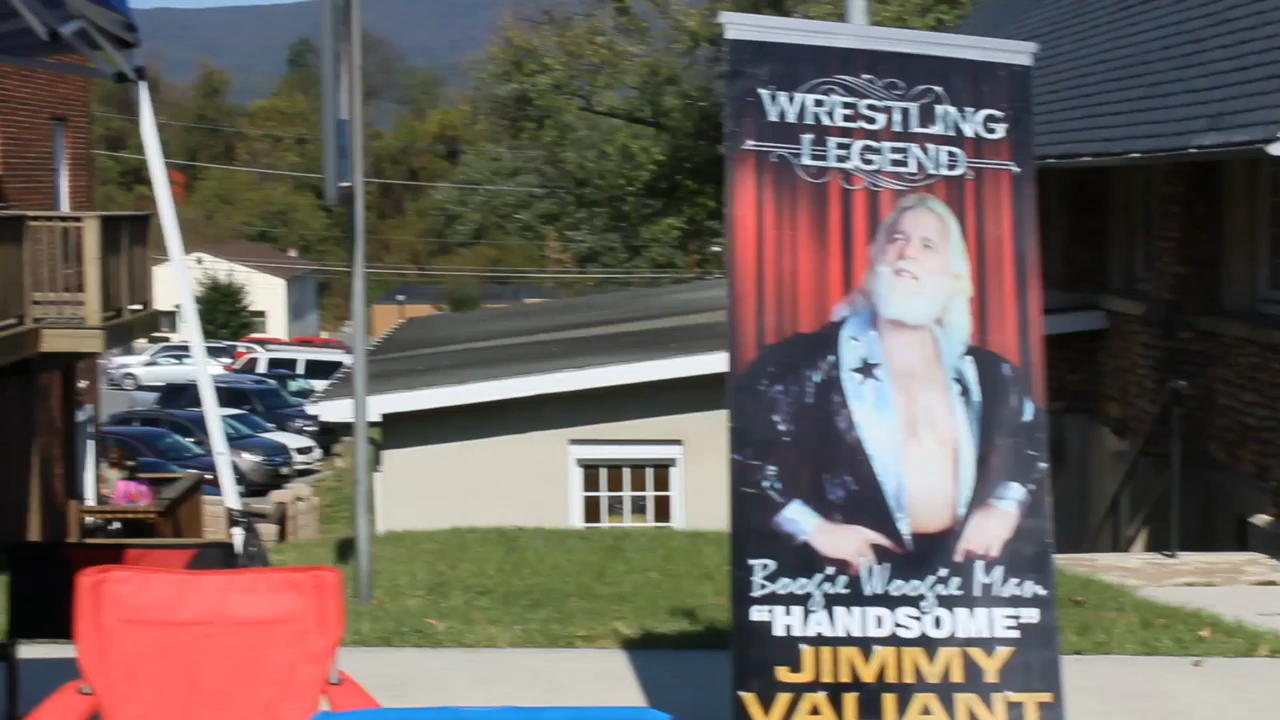 WRESTLING
LEGEND
Boogie Woogie Man
"HANDSOME"
JIMMY
VALIANT